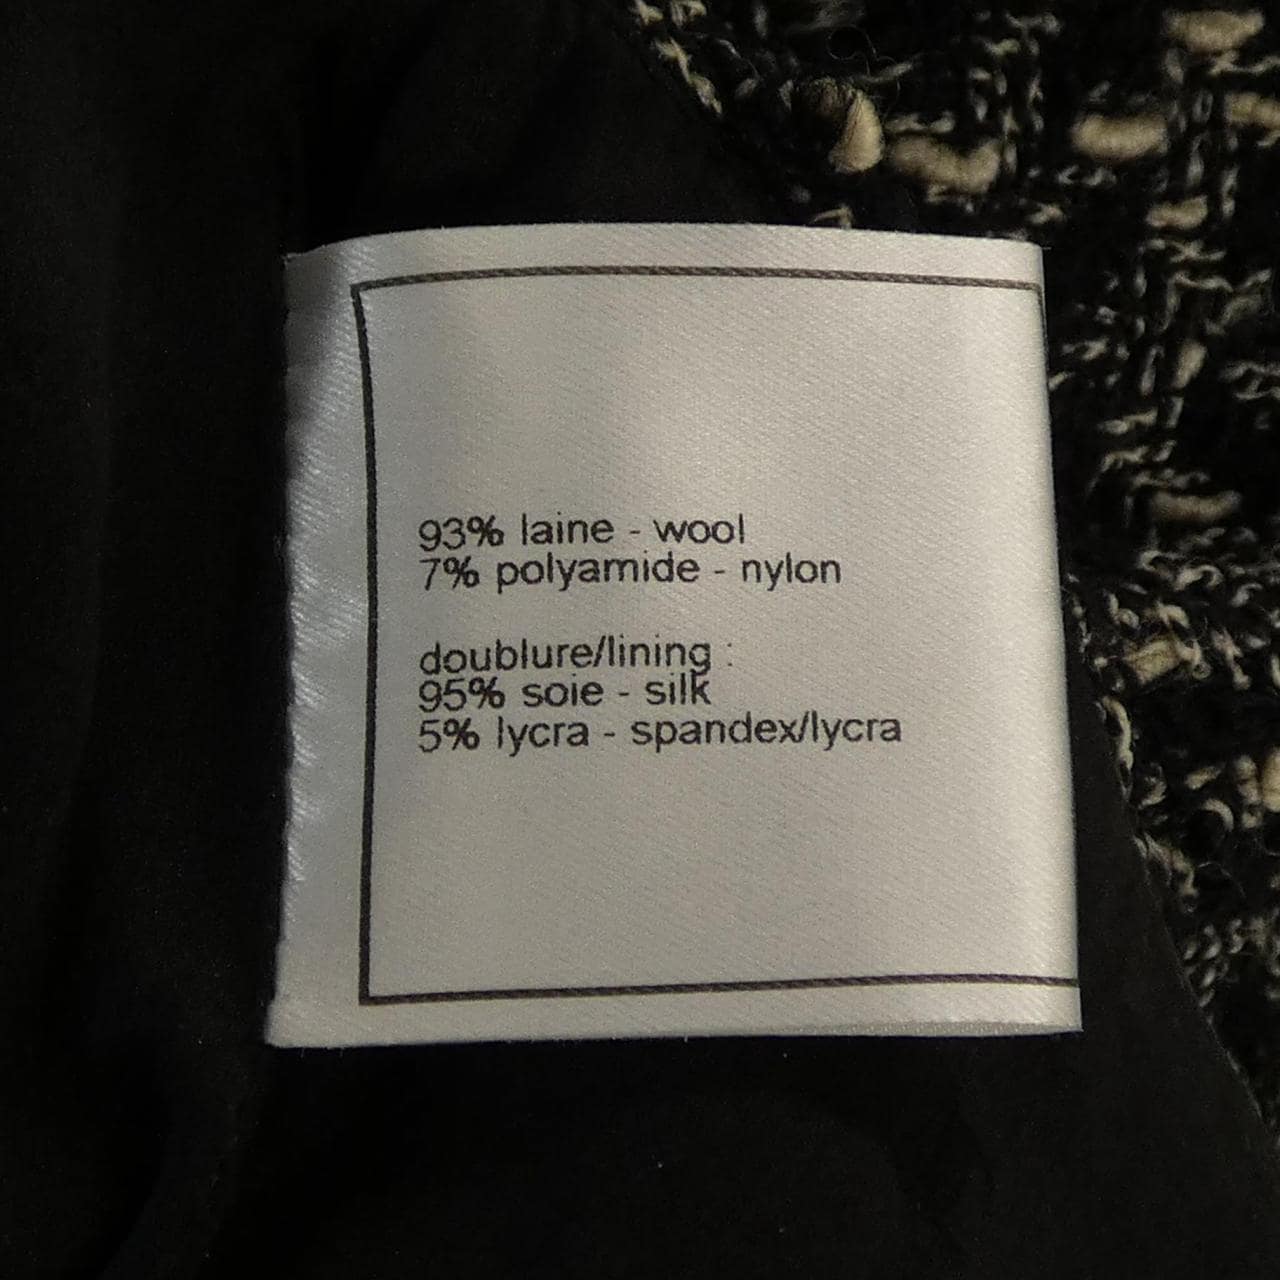 93% laine - wool
7% polyamide - nylon
doublure/lining :
95% soie - silk
5% lycra - spandex/lycra